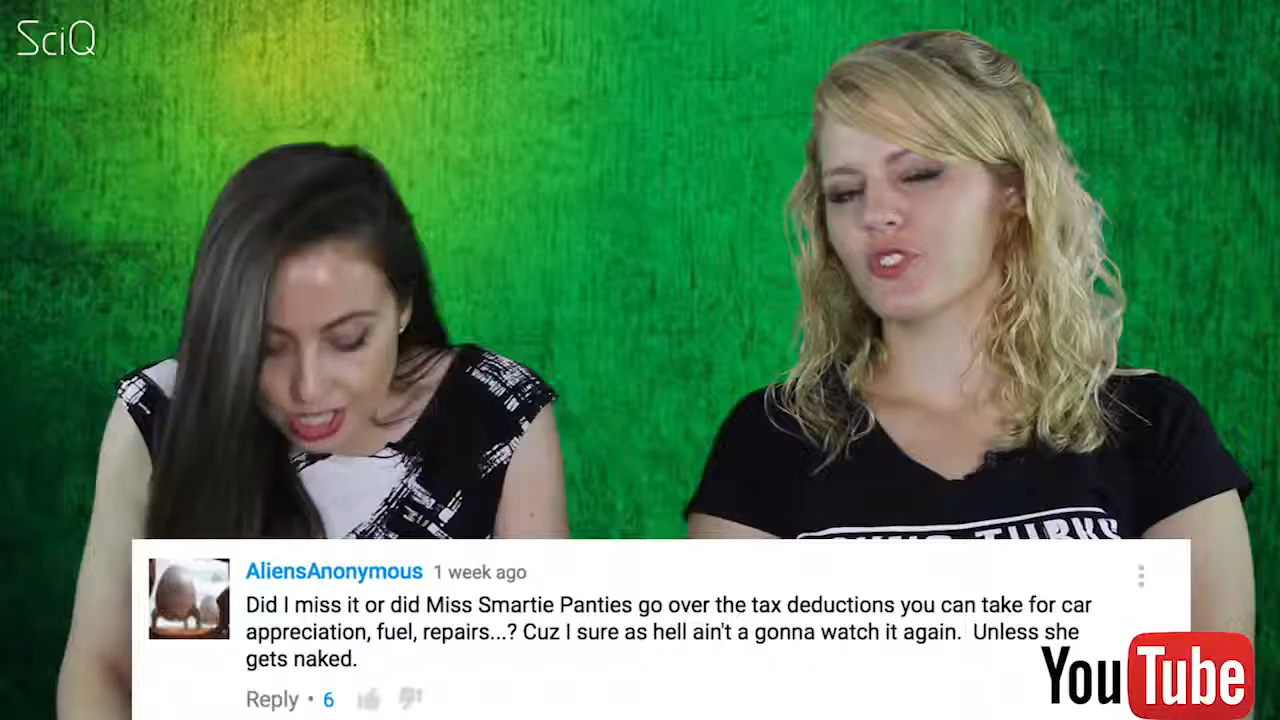 SciQ
YOUNG TURKS
AliensAnonymous 1 week ago
Did I miss it or did Miss Smartie Panties go over the tax deductions you can take for car
appreciation, fuel, repairs...? Cuz I sure as hell ain't a gonna watch it again. Unless she
gets naked.
Reply • 6
YouTube